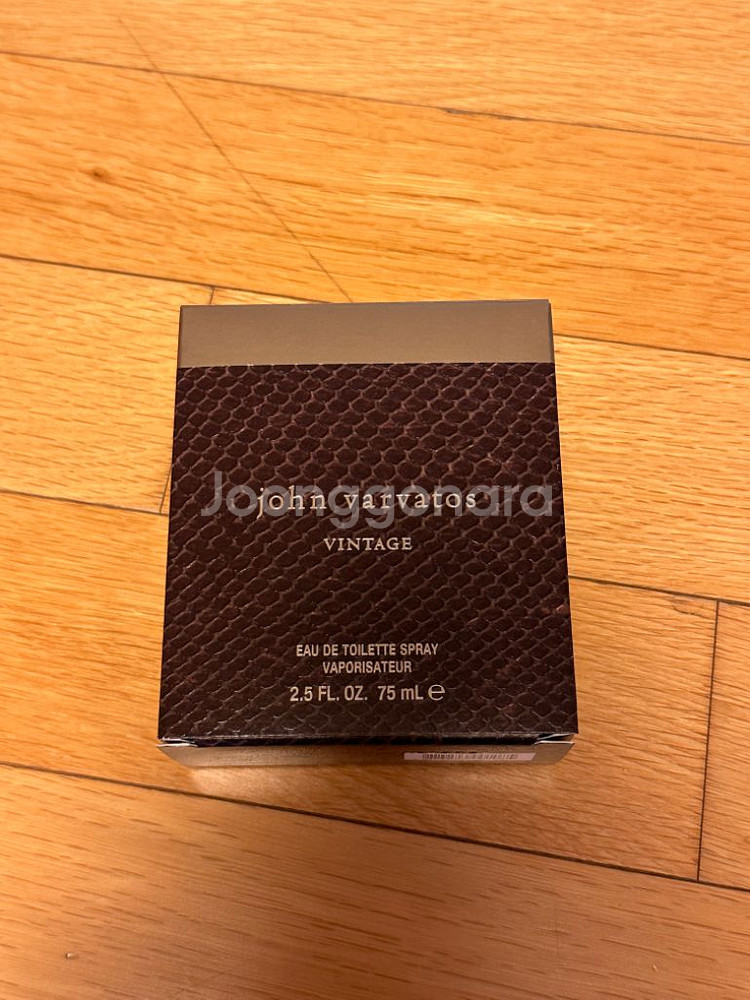 Joonggonara
john varvatos
VINTAGE
EAU DE TOILETTE SPRAY
VAPORISATEUR
2.5 FL. OZ. 75 mL ℮